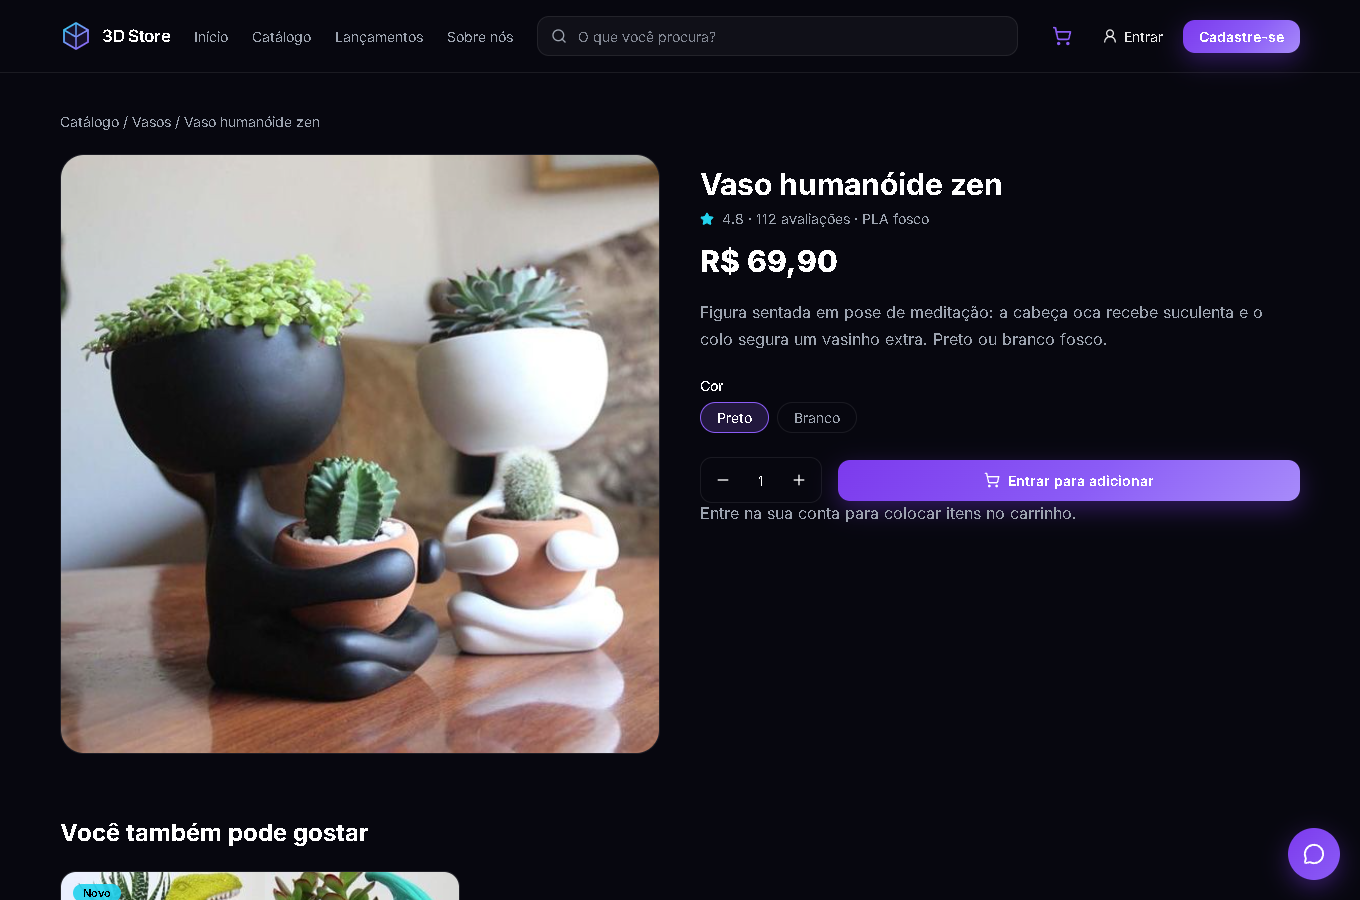 3D Store
Início
Catálogo
Lançamentos
Sobre nós
O que você procura?
Entrar
Cadastre-se
Catálogo / Vasos / Vaso humanóide zen
Vaso humanóide zen
4.8 · 112 avaliações · PLA fosco
R$ 69,90
Figura sentada em pose de meditação: a cabeça oca recebe suculenta e o
colo segura um vasinho extra. Preto ou branco fosco.
Cor
Preto
Branco
1
Entrar para adicionar
Entre na sua conta para colocar itens no carrinho.
Você também pode gostar
Novo